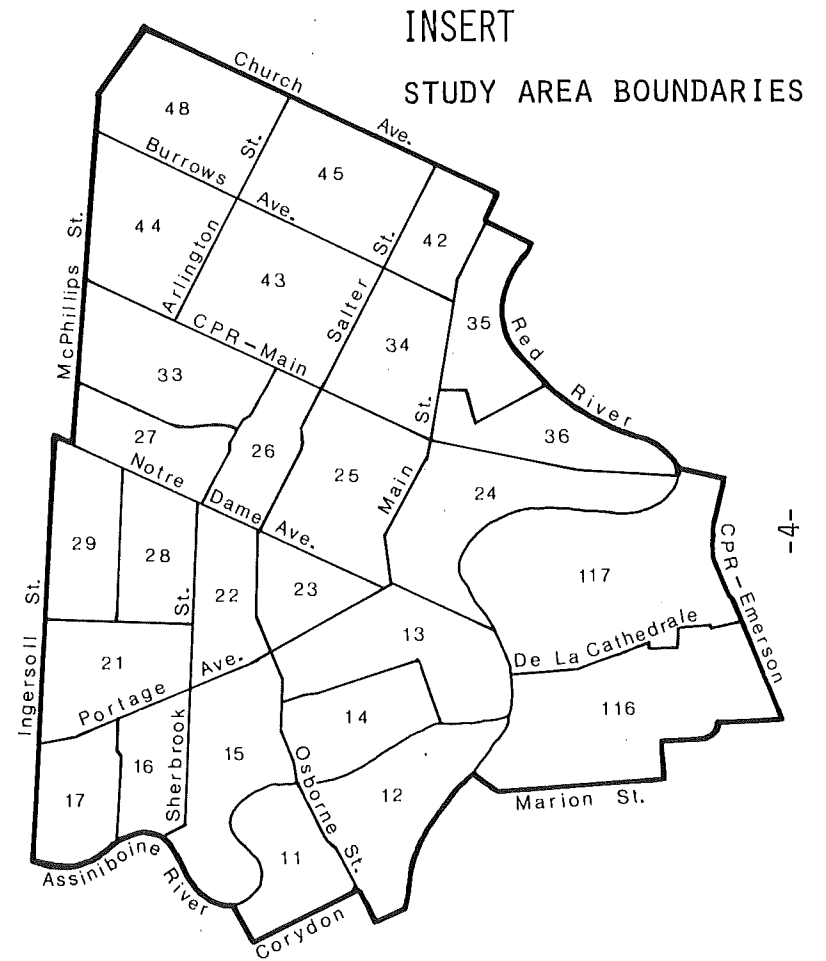 INSERT
STUDY AREA BOUNDARIES
Church Ave.
48
Burrows Ave.
Arlington St.
45
42
44
43
Salter St.
34
35
Red River
McPhillips St.
CPR-Main
33
27
26
25
Main St.
36
24
Notre Dame Ave.
29
28
22
23
117
CPR-Emerson
-4-
Ingersoll St.
21
Portage Ave.
13
De La Cathedrale
116
14
15
16
17
Sherbrook St.
Osborne St.
12
11
Marion St.
Assiniboine River
Corydon